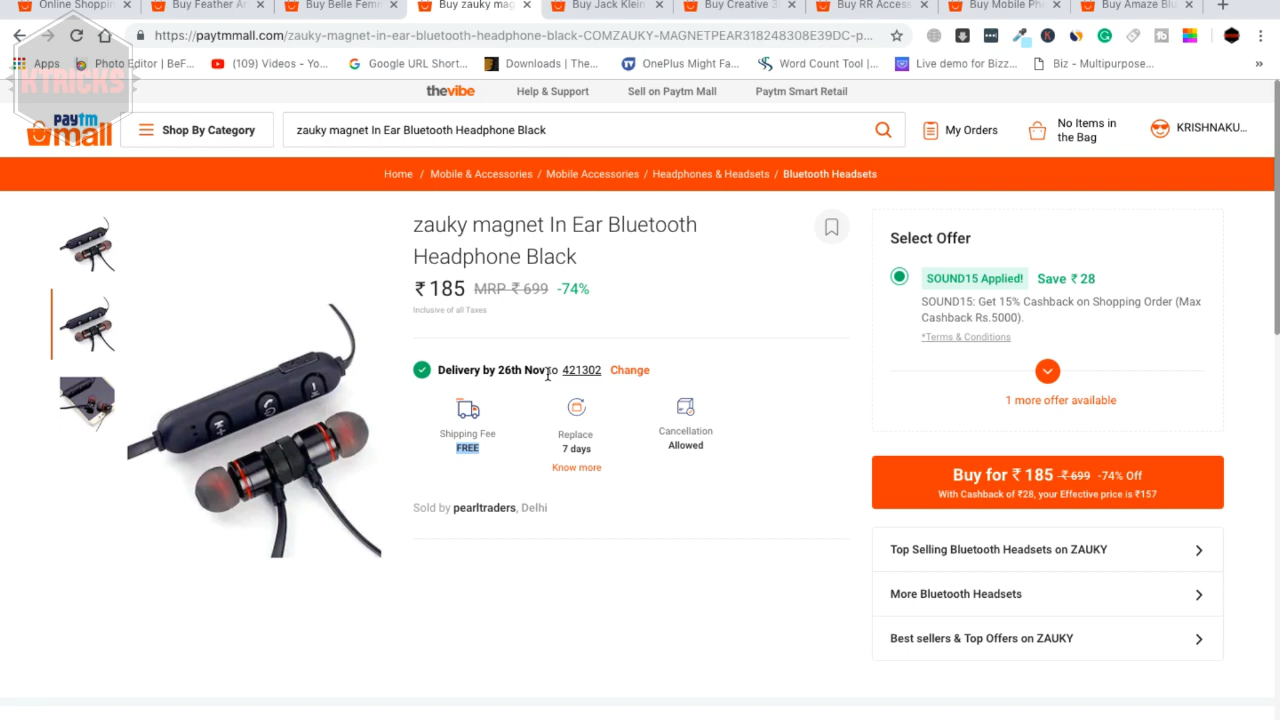 Online Shoppin
Buy Feather Ar
Buy Belle Femm
Buy zauky mag
Buy Jack Klein
Buy Creative 3
Buy RR Access
Buy Mobile Ph
Buy Amaze Blu
https://paytmmall.com/zauky-magnet-in-ear-bluetooth-headphone-black-COMZAUKY-MAGNETPEAR318248308E39DC-p...
Apps
Photo Editor | BeF...
(109) Videos - Yo...
Google URL Short...
Downloads | The...
OnePlus Might Fa...
Word Count Tool |...
Live demo for Bizz...
Biz - Multipurpose...
KTRICKS
thevibe
Help & Support
Sell on Paytm Mall
Paytm Smart Retail
paytm
mall
Shop By Category
zauky magnet In Ear Bluetooth Headphone Black
My Orders
No Items in
the Bag
KRISHNAKU...
Home / Mobile & Accessories / Mobile Accessories / Headphones & Headsets / Bluetooth Headsets
zauky magnet In Ear Bluetooth
Headphone Black
₹185 MRP ₹699 -74%
Inclusive of all Taxes
Delivery by 26th Nov to 421302 Change
Shipping Fee
FREE
Replace
7 days
Know more
Cancellation
Allowed
Sold by pearltraders, Delhi
Select Offer
SOUND15 Applied! Save ₹28
SOUND15: Get 15% Cashback on Shopping Order (Max
Cashback Rs.5000).
*Terms & Conditions
1 more offer available
Buy for ₹185 ₹699 -74% Off
With Cashback of ₹28, your Effective price is ₹157
Top Selling Bluetooth Headsets on ZAUKY
More Bluetooth Headsets
Best sellers & Top Offers on ZAUKY